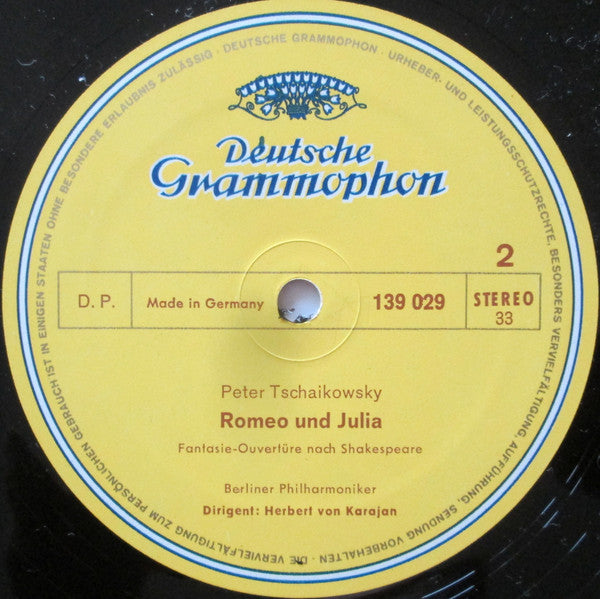 DEUTSCHE GRAMMOPHON · URHEBER- UND LEISTUNGSSCHUTZRECHTE, BESONDERS VERVIELFÄLTIGUNG, AUFFÜHRUNG, SENDUNG VORBEHALTEN · DIE VERVIELFÄLTIGUNG ZUM PERSÖNLICHEN GEBRAUCH IST IN EINIGEN STAATEN OHNE BESONDERE ERLAUBNIS ZULÄSSIG ·
Deutsche
Grammophon
2
D. P. Made in Germany 139 029 STEREO
33
Peter Tschaikowsky
Romeo und Julia
Fantasie-Ouvertüre nach Shakespeare
Berliner Philharmoniker
Dirigent: Herbert von Karajan